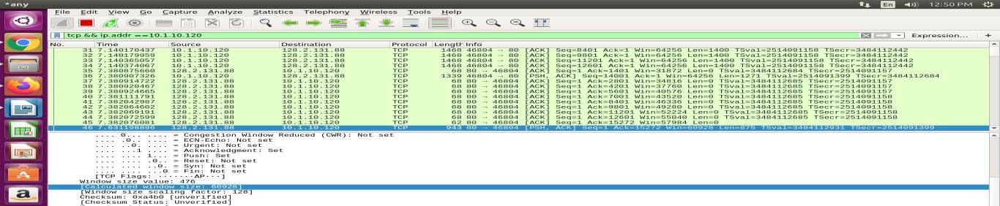 *any
En
12:50 PM
File Edit View Go Capture Analyze Statistics Telephony Wireless Tools Help
tcp && ip.addr ==10.1.10.120
Expression...
+
No. Time Source Destination Protocol Length Info
31 7.140170437 10.1.10.120 128.2.131.88 TCP 1468 46804 → 80 [ACK] Seq=8401 Ack=1 Win=64256 Len=1400 TSval=2514091158 TSecr=3484112442
32 7.140179959 10.1.10.120 128.2.131.88 TCP 1468 46804 → 80 [ACK] Seq=9801 Ack=1 Win=64256 Len=1400 TSval=2514091158 TSecr=3484112442
33 7.140365057 10.1.10.120 128.2.131.88 TCP 1468 46804 → 80 [ACK] Seq=11201 Ack=1 Win=64256 Len=1400 TSval=2514091158 TSecr=3484112442
34 7.140374067 10.1.10.120 128.2.131.88 TCP 1468 46804 → 80 [ACK] Seq=12601 Ack=1 Win=64256 Len=1400 TSval=2514091158 TSecr=3484112442
35 7.380875660 128.2.131.88 10.1.10.120 TCP 68 80 → 46804 [ACK] Seq=1 Ack=1401 Win=31872 Len=0 TSval=3484112684 TSecr=2514091157
36 7.380907326 10.1.10.120 128.2.131.88 TCP 1339 46804 → 80 [PSH, ACK] Seq=14001 Ack=1 Win=64256 Len=1271 TSval=2514091399 TSecr=3484112684
37 7.380914722 128.2.131.88 10.1.10.120 TCP 68 80 → 46804 [ACK] Seq=1 Ack=2801 Win=34816 Len=0 TSval=3484112685 TSecr=2514091157
38 7.380920467 128.2.131.88 10.1.10.120 TCP 68 80 → 46804 [ACK] Seq=1 Ack=4201 Win=37760 Len=0 TSval=3484112685 TSecr=2514091157
39 7.380924665 128.2.131.88 10.1.10.120 TCP 68 80 → 46804 [ACK] Seq=1 Ack=5601 Win=40576 Len=0 TSval=3484112685 TSecr=2514091157
40 7.381111791 128.2.131.88 10.1.10.120 TCP 68 80 → 46804 [ACK] Seq=1 Ack=7001 Win=43520 Len=0 TSval=3484112685 TSecr=2514091158
41 7.382042987 128.2.131.88 10.1.10.120 TCP 68 80 → 46804 [ACK] Seq=1 Ack=8401 Win=46336 Len=0 TSval=3484112685 TSecr=2514091158
42 7.382064602 128.2.131.88 10.1.10.120 TCP 68 80 → 46804 [ACK] Seq=1 Ack=9801 Win=49280 Len=0 TSval=3484112685 TSecr=2514091158
43 7.382069191 128.2.131.88 10.1.10.120 TCP 68 80 → 46804 [ACK] Seq=1 Ack=11201 Win=52224 Len=0 TSval=3484112685 TSecr=2514091158
44 7.382072599 128.2.131.88 10.1.10.120 TCP 68 80 → 46804 [ACK] Seq=1 Ack=12601 Win=55040 Len=0 TSval=3484112685 TSecr=2514091158
45 7.382076081 128.2.131.88 10.1.10.120 TCP 62 80 → 46804 [ACK] Seq=1 Ack=15272 Win=57984 Len=0
46 7.631198896 128.2.131.88 10.1.10.120 TCP 943 80 → 46804 [PSH, ACK] Seq=1 Ack=15272 Win=60928 Len=875 TSval=3484112931 TSecr=2514091399
.... 0... .... = Congestion Window Reduced (CWR): Not set
.... .0.. .... = ECN-Echo: Not set
.... ..0. .... = Urgent: Not set
.... ...1 .... = Acknowledgment: Set
.... .... 1... = Push: Set
.... .... .0.. = Reset: Not set
.... .... ..0. = Syn: Not set
.... .... ...0 = Fin: Not set
[TCP Flags: ·······AP···]
Window size value: 476
[Calculated window size: 60928]
[Window size scaling factor: 128]
Checksum: 0xa4b0 [unverified]
[Checksum Status: Unverified]